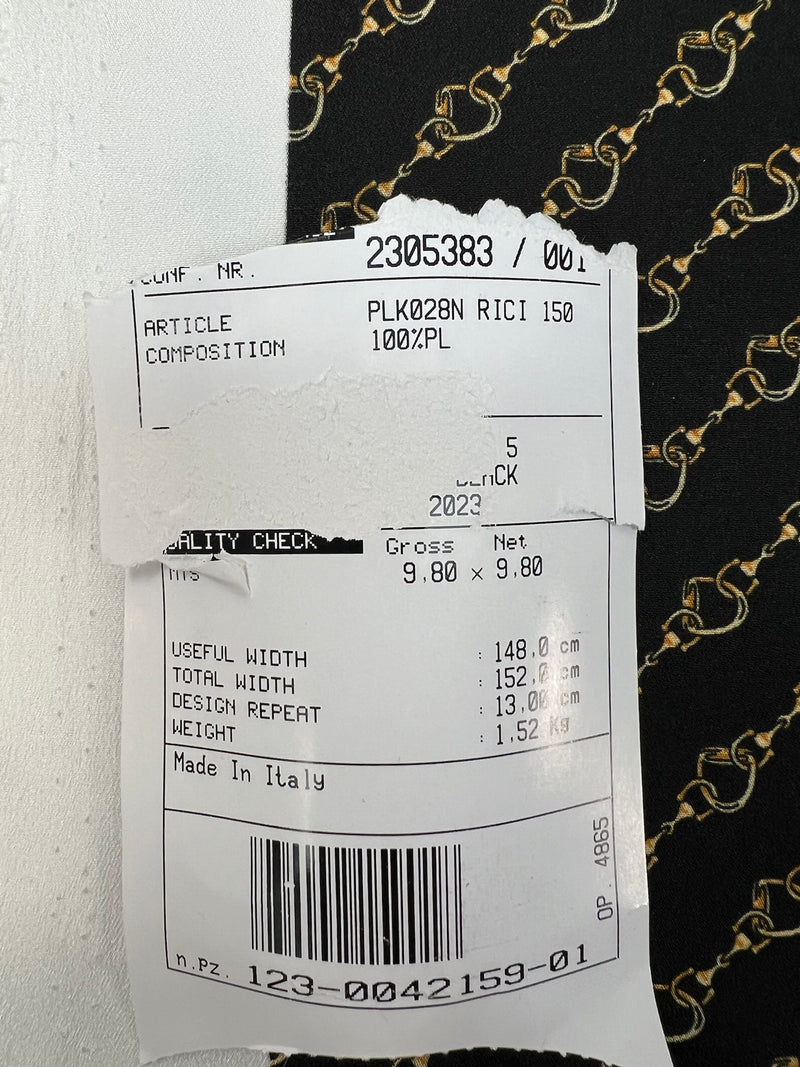 CONF. NR. 2305383 / 001
ARTICLE PLK028N RICI 150
COMPOSITION 100%PL
5
2023
QUALITY CHECK Gross Net
MTS 9,80 x 9,80
USEFUL WIDTH : 148,0 cm
TOTAL WIDTH : 152,0 cm
DESIGN REPEAT : 13,00 cm
WEIGHT : 1,52 Kg
Made In Italy
OP. 4865
n.Pz. 123-0042159-01